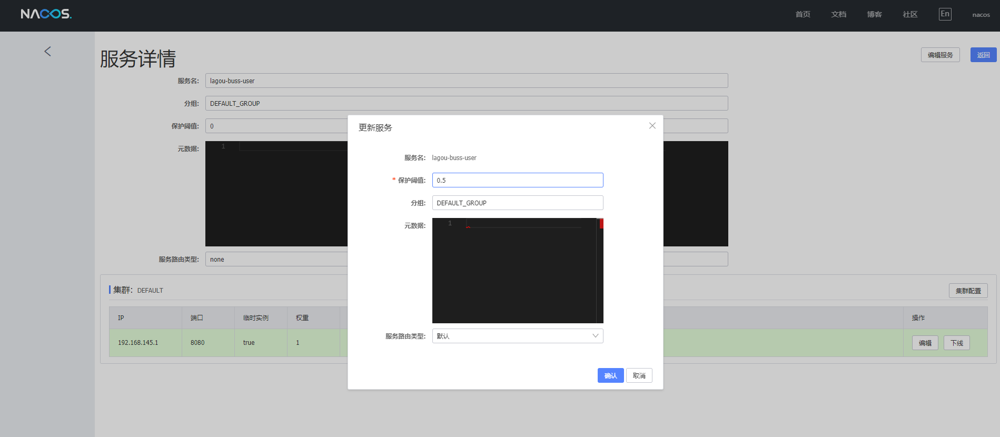 NACOS.
首页 文档 博客 社区 En nacos
服务详情
编辑服务 返回
服务名: lagou-buss-user
分组: DEFAULT_GROUP
保护阈值: 0
元数据: 1
服务路由类型: none
集群: DEFAULT
集群配置
IP 端口 临时实例 权重 操作
192.168.145.1 8080 true 1 编辑 下线
更新服务
服务名: lagou-buss-user
* 保护阈值: 0.5
分组: DEFAULT_GROUP
元数据: 1
服务路由类型: 默认
确认 取消